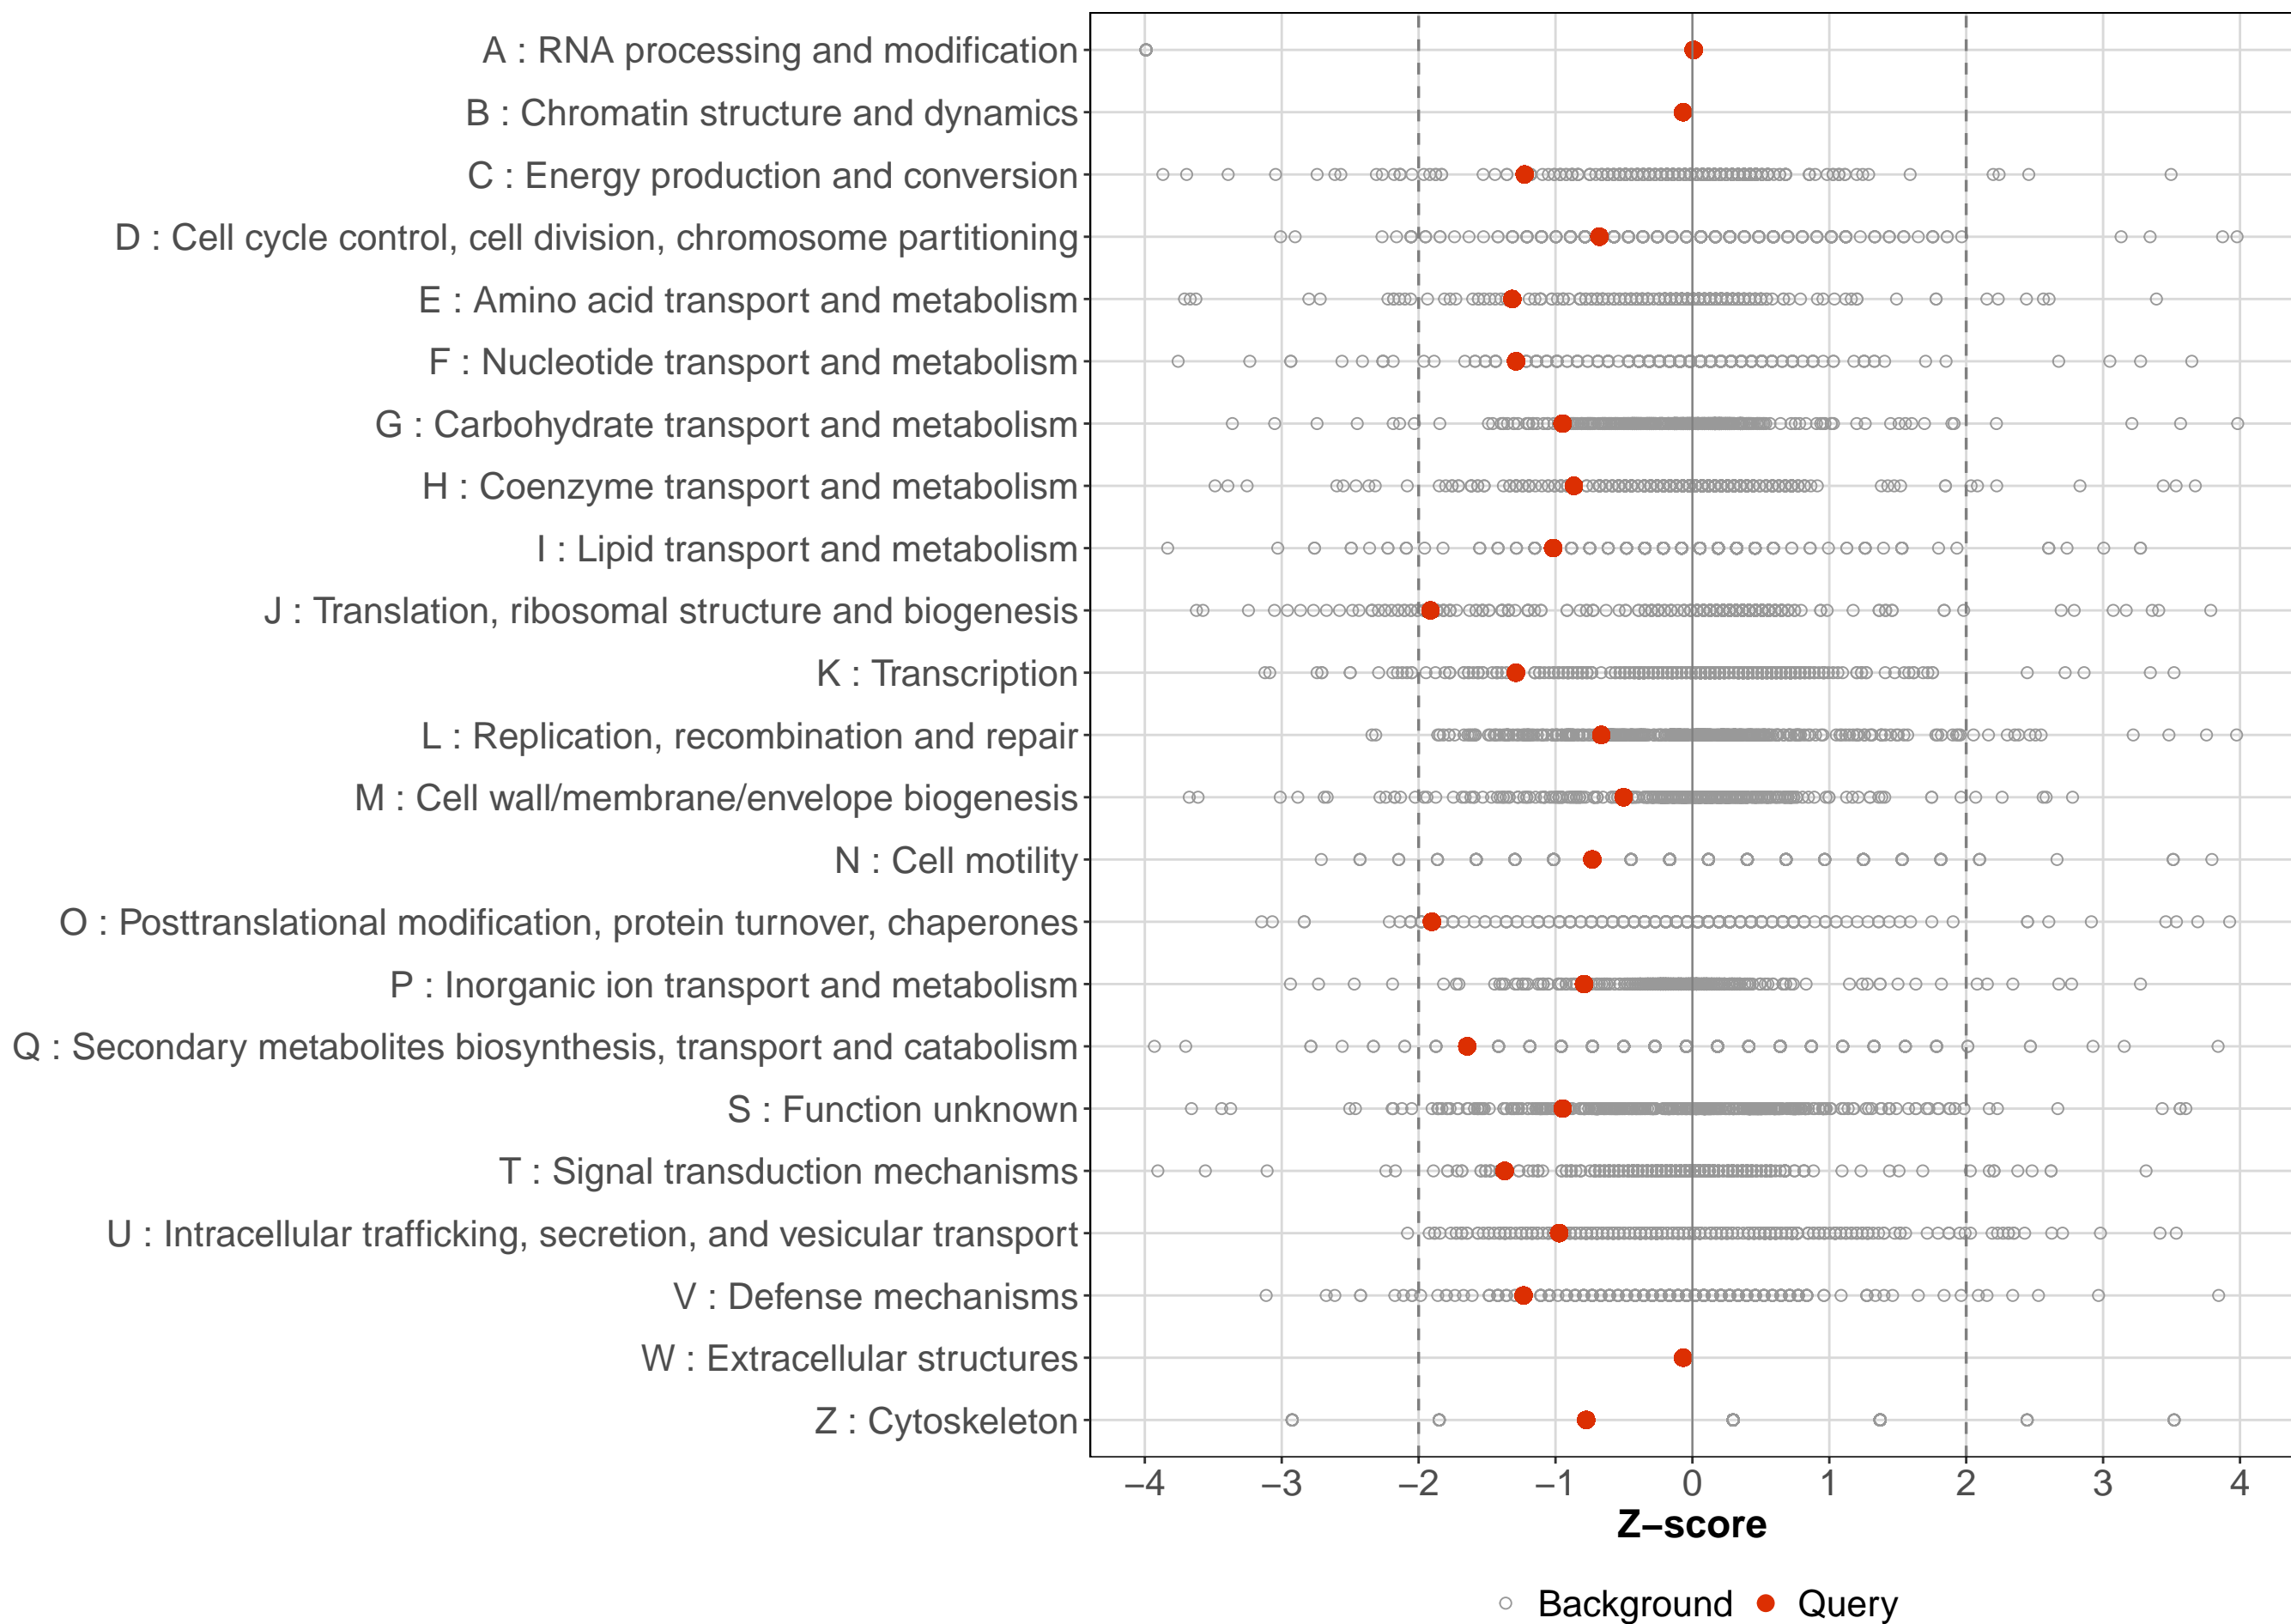 A : RNA processing and modification
B : Chromatin structure and dynamics
C : Energy production and conversion
D : Cell cycle control, cell division, chromosome partitioning
E : Amino acid transport and metabolism
F : Nucleotide transport and metabolism
G : Carbohydrate transport and metabolism
H : Coenzyme transport and metabolism
I : Lipid transport and metabolism
J : Translation, ribosomal structure and biogenesis
K : Transcription
L : Replication, recombination and repair
M : Cell wall/membrane/envelope biogenesis
N : Cell motility
O : Posttranslational modification, protein turnover, chaperones
P : Inorganic ion transport and metabolism
Q : Secondary metabolites biosynthesis, transport and catabolism
S : Function unknown
T : Signal transduction mechanisms
U : Intracellular trafficking, secretion, and vesicular transport
V : Defense mechanisms
W : Extracellular structures
Z : Cytoskeleton
−4 −3 −2 −1 0 1 2 3 4
Z−score
Background Query